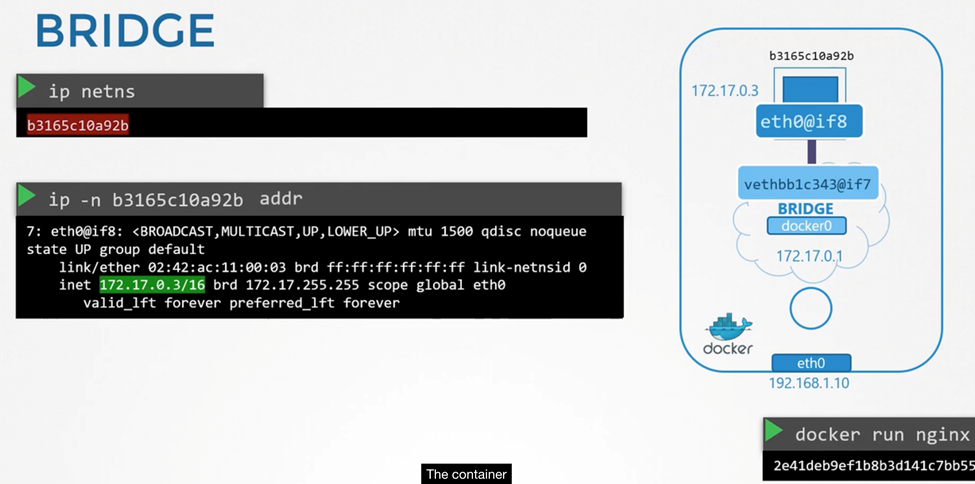 BRIDGE
ip netns
b3165c10a92b
ip -n b3165c10a92b addr
7: eth0@if8: <BROADCAST,MULTICAST,UP,LOWER_UP> mtu 1500 qdisc noqueue
state UP group default
link/ether 02:42:ac:11:00:03 brd ff:ff:ff:ff:ff:ff link-netnsid 0
inet 172.17.0.3/16 brd 172.17.255.255 scope global eth0
valid_lft forever preferred_lft forever
b3165c10a92b
172.17.0.3
eth0@if8
vethbb1c343@if7
BRIDGE
docker0
172.17.0.1
docker
eth0
192.168.1.10
docker run nginx
2e41deb9ef1b8b3d141c7bb55
The container